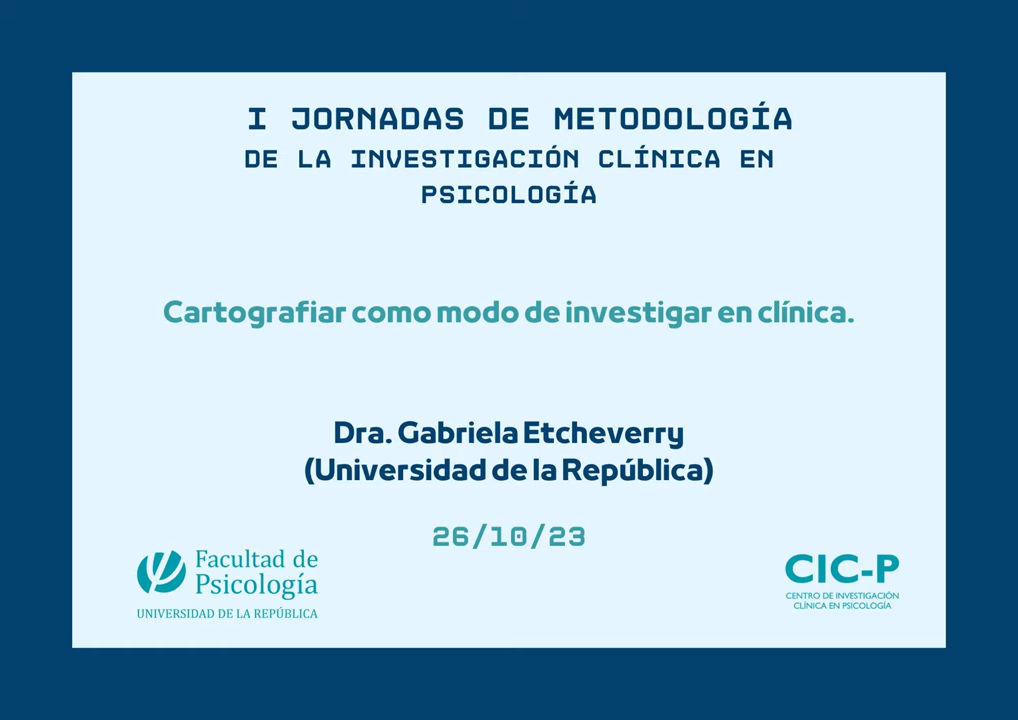 I JORNADAS DE METODOLOGÍA
DE LA INVESTIGACIÓN CLÍNICA EN
PSICOLOGÍA
Cartografiar como modo de investigar en clínica.
Dra. Gabriela Etcheverry
(Universidad de la República)
26/10/23
Facultad de
Psicología
UNIVERSIDAD DE LA REPÚBLICA
CIC-P
CENTRO DE INVESTIGACIÓN
CLÍNICA EN PSICOLOGÍA